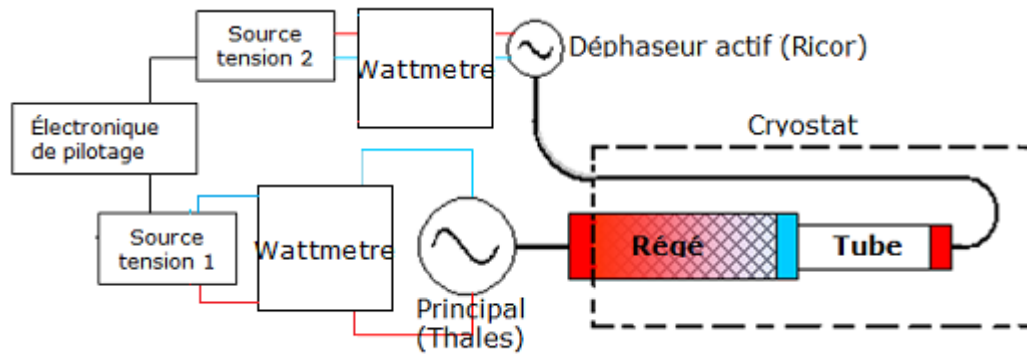 Source
tension 2
Wattmetre
Déphaseur actif (Ricor)
Électronique
de pilotage
Cryostat
Source
tension 1
Wattmetre
Principal
(Thales)
Régé
Tube